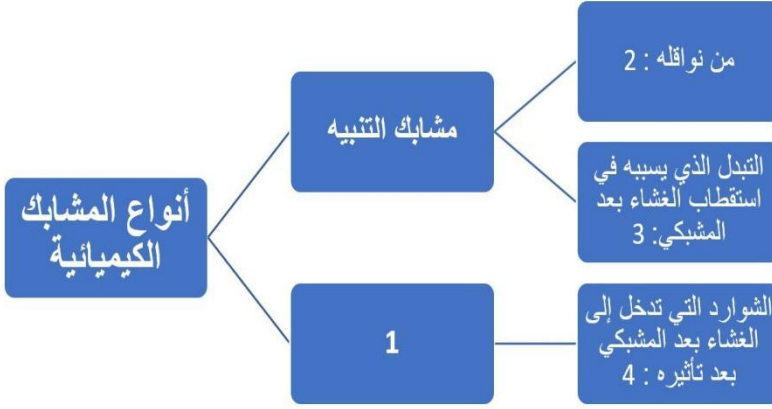 أنواع المشابك
الكيميائية
مشابك التنبيه
من نواقله : 2
التبدل الذي يسببه في
استقطاب الغشاء بعد
المشبكي: 3
1
الشوارد التي تدخل إلى
الغشاء بعد المشبكي
بعد تأثيره : 4